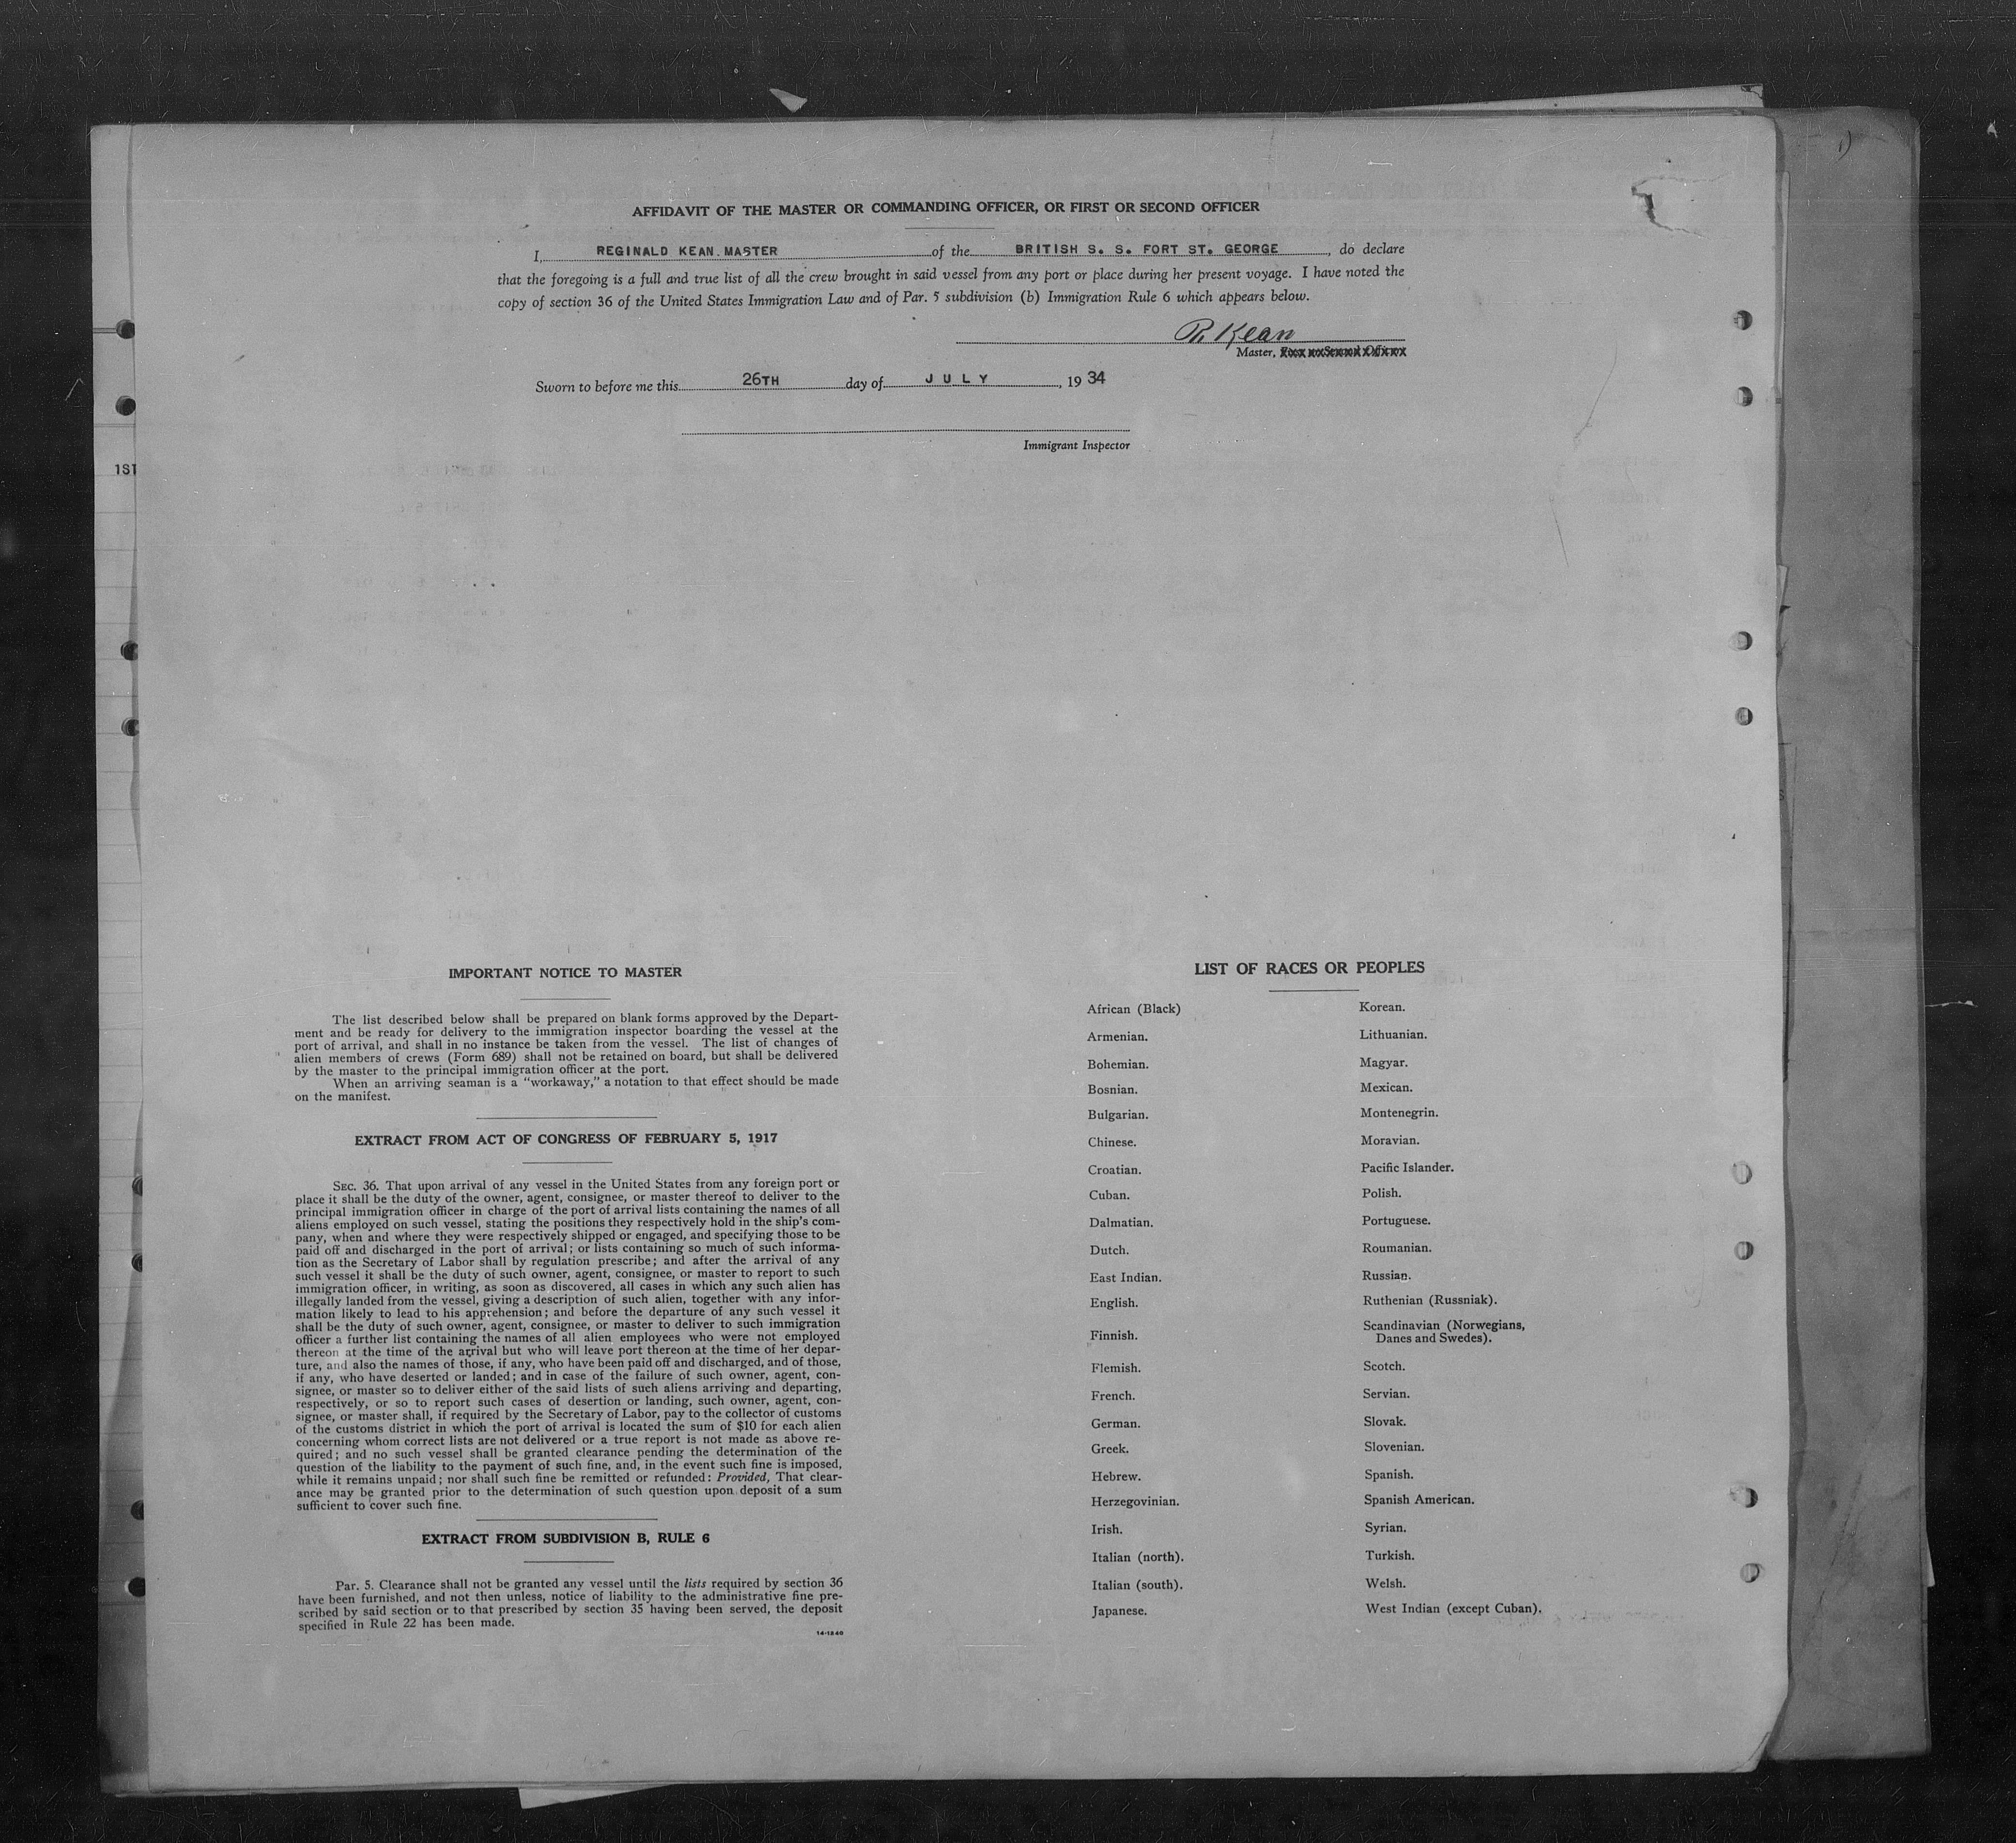 AFFIDAVIT OF THE MASTER OR COMMANDING OFFICER, OR FIRST OR SECOND OFFICER
I, REGINALD KEAN. MASTER of the BRITISH S. S. FORT ST. GEORGE, do declare
that the foregoing is a full and true list of all the crew brought in said vessel from any port or place during her present voyage. I have noted the
copy of section 36 of the United States Immigration Law and of Par. 5 subdivision (b) Immigration Rule 6 which appears below.
R. Kean
Master,
Sworn to before me this 26TH day of JULY, 1934
Immigrant Inspector
1ST
IMPORTANT NOTICE TO MASTER
The list described below shall be prepared on blank forms approved by the Depart-
ment and be ready for delivery to the immigration inspector boarding the vessel at the
port of arrival, and shall in no instance be taken from the vessel. The list of changes of
alien members of crews (Form 689) shall not be retained on board, but shall be delivered
by the master to the principal immigration officer at the port.
When an arriving seaman is a "workaway," a notation to that effect should be made
on the manifest.
EXTRACT FROM ACT OF CONGRESS OF FEBRUARY 5, 1917
SEC. 36. That upon arrival of any vessel in the United States from any foreign port or
place it shall be the duty of the owner, agent, consignee, or master thereof to deliver to the
principal immigration officer in charge of the port of arrival lists containing the names of all
aliens employed on such vessel, stating the positions they respectively hold in the ship's com-
pany, when and where they were respectively shipped or engaged, and specifying those to be
paid off and discharged in the port of arrival; or lists containing so much of such informa-
tion as the Secretary of Labor shall by regulation prescribe; and after the arrival of any
such vessel it shall be the duty of such owner, agent, consignee, or master to report to such
immigration officer, in writing, as soon as discovered, all cases in which any such alien has
illegally landed from the vessel, giving a description of such alien, together with any infor-
mation likely to lead to his apprehension; and before the departure of any such vessel it
shall be the duty of such owner, agent, consignee, or master to deliver to such immigration
officer a further list containing the names of all alien employees who were not employed
thereon at the time of the arrival but who will leave port thereon at the time of her depar-
ture, and also the names of those, if any, who have been paid off and discharged, and of those,
if any, who have deserted or landed; and in case of the failure of such owner, agent, con-
signee, or master so to deliver either of the said lists of such aliens arriving and departing,
respectively, or so to report such cases of desertion or landing, such owner, agent, con-
signee, or master shall, if required by the Secretary of Labor, pay to the collector of customs
of the customs district in which the port of arrival is located the sum of $10 for each alien
concerning whom correct lists are not delivered or a true report is not made as above re-
quired; and no such vessel shall be granted clearance pending the determination of the
question of the liability to the payment of such fine, and, in the event such fine is imposed,
while it remains unpaid; nor shall such fine be remitted or refunded: Provided, That clear-
ance may be granted prior to the determination of such question upon deposit of a sum
sufficient to cover such fine.
EXTRACT FROM SUBDIVISION B, RULE 6
Par. 5. Clearance shall not be granted any vessel until the lists required by section 36
have been furnished, and not then unless, notice of liability to the administrative fine pre-
scribed by said section or to that prescribed by section 35 having been served, the deposit
specified in Rule 22 has been made.
14-1240
LIST OF RACES OR PEOPLES
African (Black)
Armenian.
Bohemian.
Bosnian.
Bulgarian.
Chinese.
Croatian.
Cuban.
Dalmatian.
Dutch.
East Indian.
English.
Finnish.
Flemish.
French.
German.
Greek.
Hebrew.
Herzegovinian.
Irish.
Italian (north).
Italian (south).
Japanese.
Korean.
Lithuanian.
Magyar.
Mexican.
Montenegrin.
Moravian.
Pacific Islander.
Polish.
Portuguese.
Roumanian.
Russian.
Ruthenian (Russniak).
Scandinavian (Norwegians,
Danes and Swedes).
Scotch.
Servian.
Slovak.
Slovenian.
Spanish.
Spanish American.
Syrian.
Turkish.
Welsh.
West Indian (except Cuban).